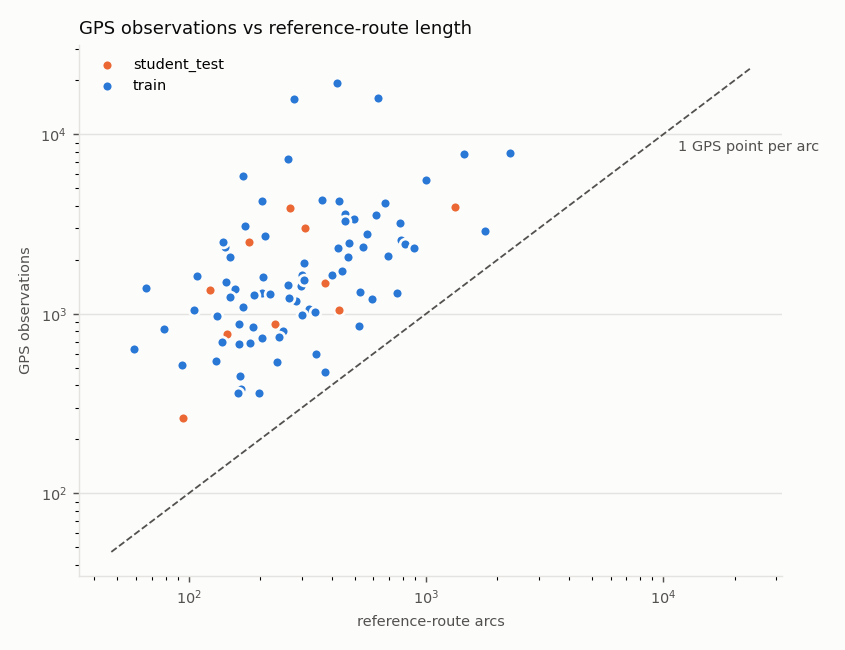 GPS observations vs reference-route length
student_test
train
10⁴
1 GPS point per arc
10³
10²
GPS observations
10² 10³ 10⁴
reference-route arcs